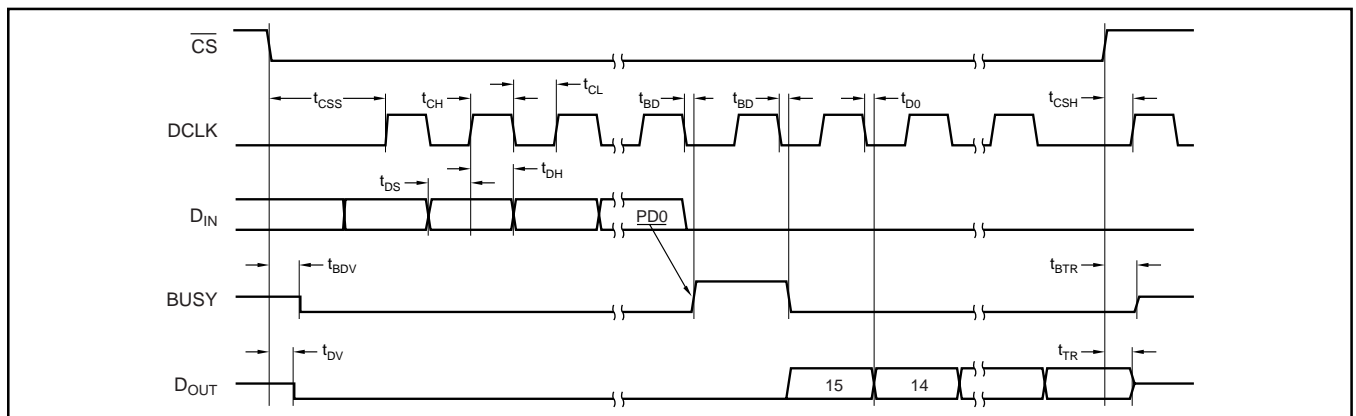 CS
tCSS
tCH
tCL
tBD
tBD
tD0
tCSH
DCLK
tDS
tDH
DIN
PD0
tBDV
tBTR
BUSY
tDV
tTR
DOUT
15
14